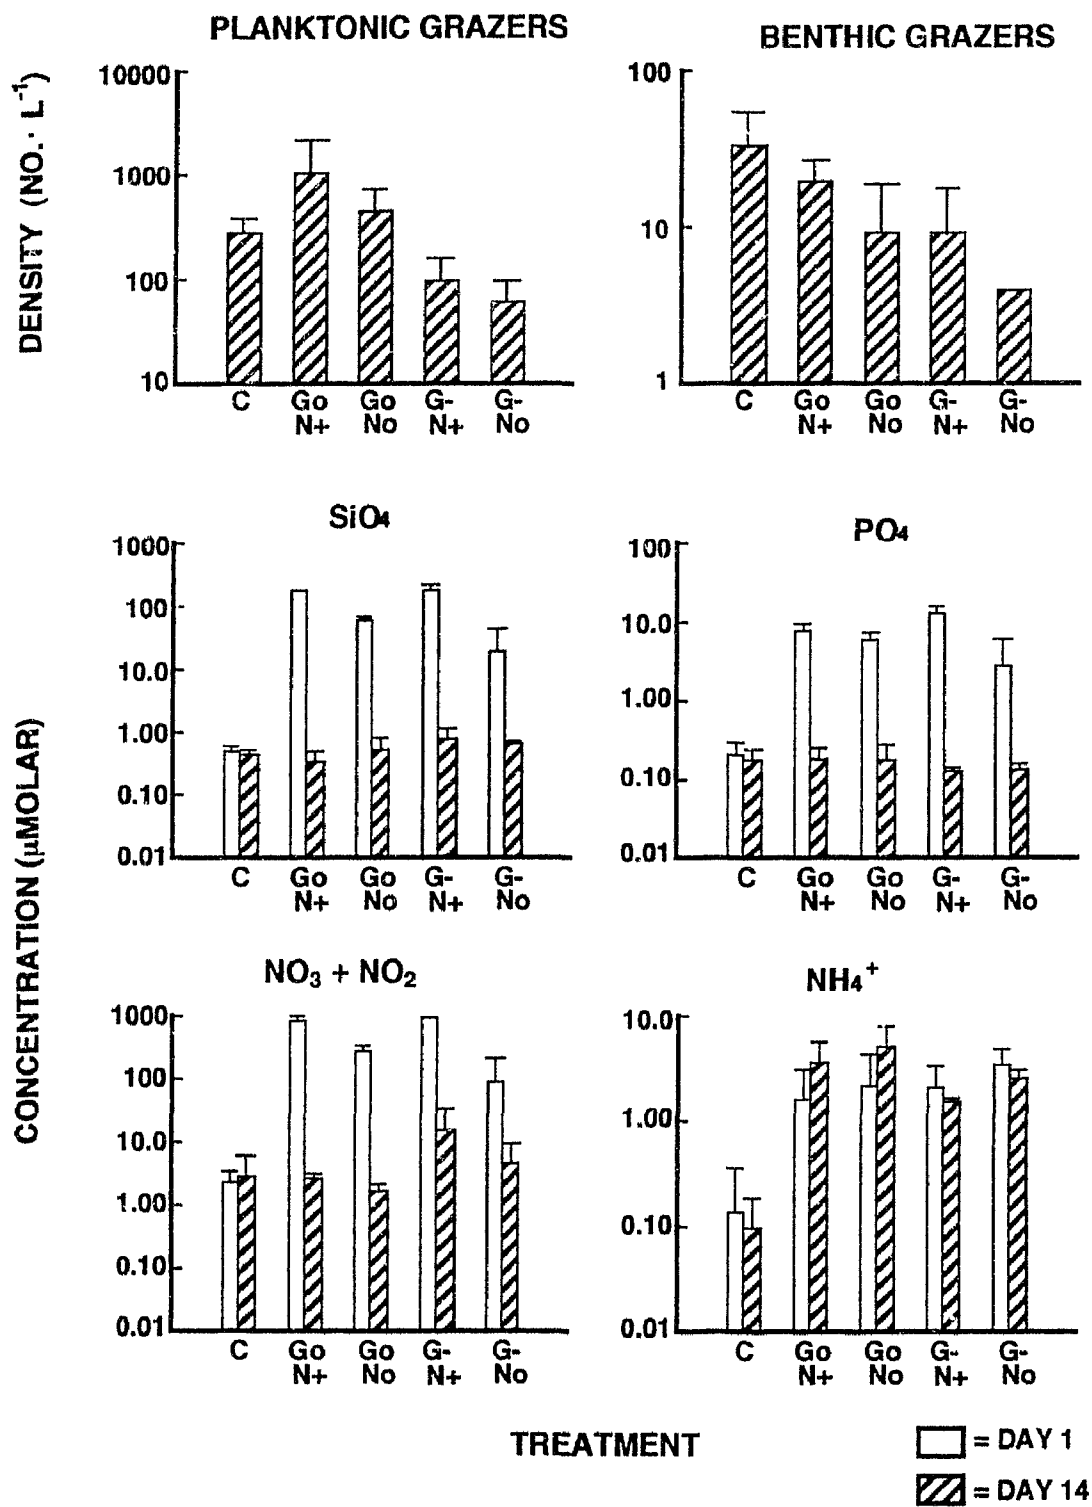 PLANKTONIC GRAZERS
BENTHIC GRAZERS
DENSITY (NO. · L⁻¹)
10000
1000
100
10
C Go Go G- G-
N+ No N+ No
100
10
1
C Go Go G- G-
N+ No N+ No
CONCENTRATION (μMOLAR)
SiO₄
1000
100
10.0
1.00
0.10
0.01
C Go Go G- G-
N+ No N+ No
PO₄
100
10.0
1.00
0.10
0.01
C Go Go G- G-
N+ No N+ No
NO₃ + NO₂
1000
100
10.0
1.00
0.10
0.01
C Go Go G- G-
N+ No N+ No
NH₄⁺
10.0
1.00
0.10
0.01
C Go Go G- G-
N+ No N+ No
TREATMENT
= DAY 1
= DAY 14